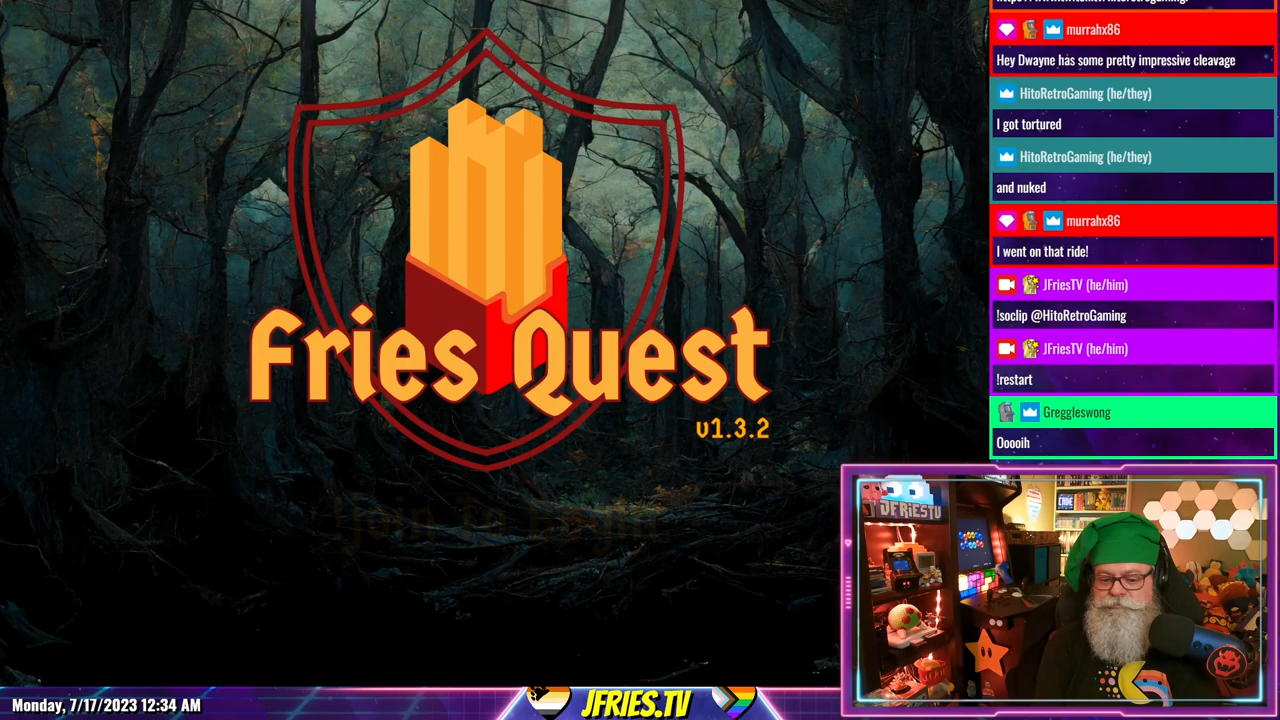 Fries Quest
v1.3.2
murrahx86
Hey Dwayne has some pretty impressive cleavage
HitoRetroGaming (he/they)
I got tortured
HitoRetroGaming (he/they)
and nuked
murrahx86
I went on that ride!
JFriesTV (he/him)
!soclip @HitoRetroGaming
JFriesTV (he/him)
!restart
Greggleswong
Ooooih
JFRIESTV
Monday, 7/17/2023 12:34 AM
JFRIES.TV